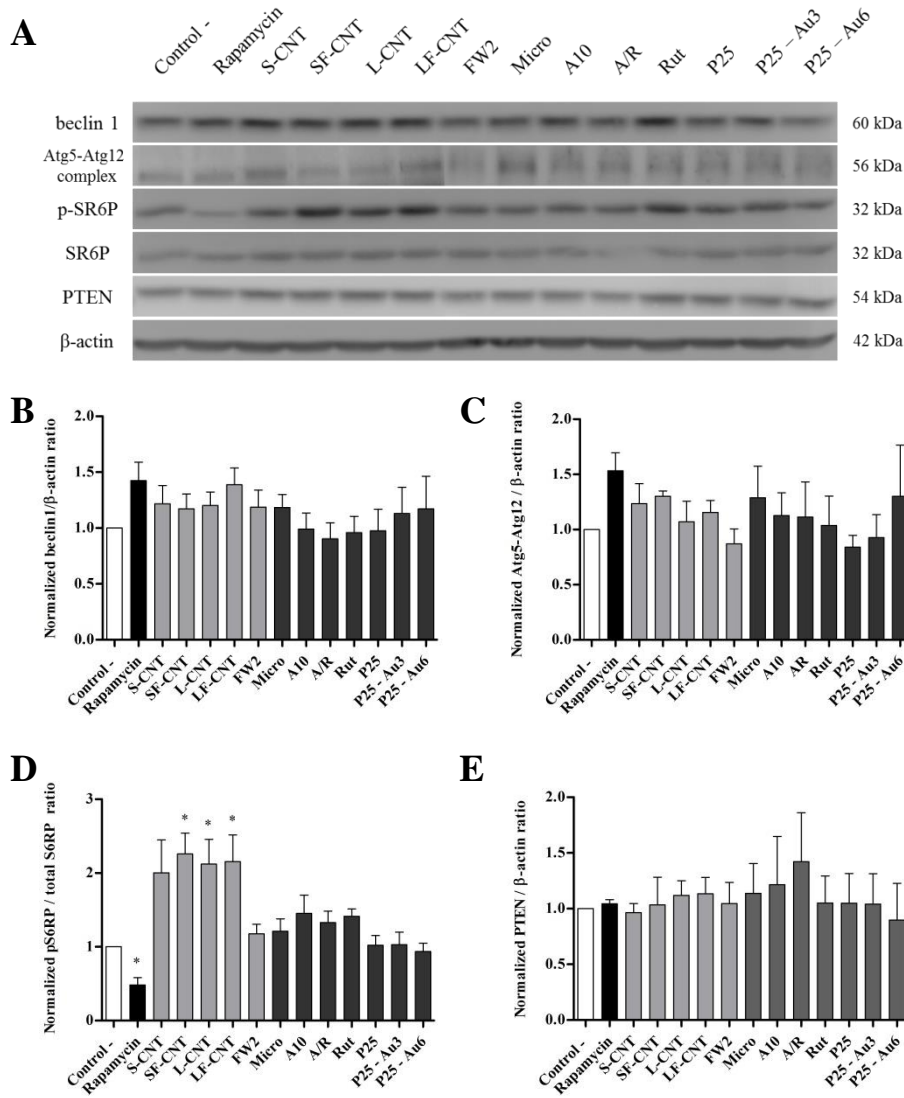 A
Control -
Rapamycin
S-CNT
SF-CNT
L-CNT
LF-CNT
FW2
Micro
A10
A/R
Rut
P25
P25 – Au3
P25 – Au6
beclin 1
60 kDa
Atg5-Atg12
complex
56 kDa
p-SR6P
32 kDa
SR6P
32 kDa
PTEN
54 kDa
β-actin
42 kDa
B
Normalized beclin1/β-actin ratio
2.0
1.5
1.0
0.5
0.0
Control -
Rapamycin
S-CNT
SF-CNT
L-CNT
LF-CNT
FW2
Micro
A10
A/R
Rut
P25
P25 - Au3
P25 - Au6
C
Normalized Atg5-Atg12 / β-actin ratio
2.0
1.5
1.0
0.5
0.0
Control -
Rapamycin
S-CNT
SF-CNT
L-CNT
LF-CNT
FW2
Micro
A10
AR
Rut
P25
P25 - Au3
P25 - Au6
D
Normalized pS6RP / total S6RP ratio
3
2
1
0
*
*
*
*
Control -
Rapamycin
S-CNT
SF-CNT
L-CNT
LF-CNT
FW2
Micro
A10
A/R
Rut
P25
P25 - Au3
P25 - Au6
E
Normalized PTEN / β-actin ratio
2.0
1.5
1.0
0.5
0.0
Control -
Rapamycin
S-CNT
SF-CNT
L-CNT
LF-CNT
FW2
Micro
A10
A/R
Rut
P25
P25 - Au3
P25 - Au6